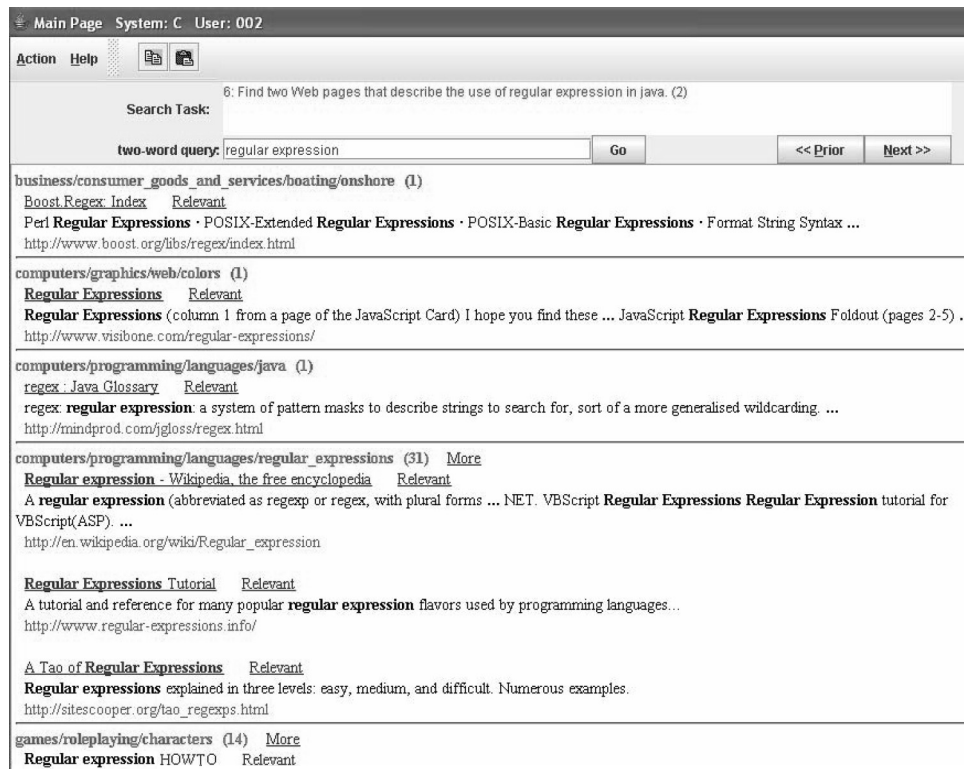 Main Page System: C User: 002
Action Help
Search Task:
6: Find two Web pages that describe the use of regular expression in java. (2)
two-word query: regular expression Go << Prior Next >>
business/consumer_goods_and_services/boating/onshore (1)
Boost.Regex: Index Relevant
Perl Regular Expressions · POSIX-Extended Regular Expressions · POSIX-Basic Regular Expressions · Format String Syntax ...
http://www.boost.org/libs/regex/index.html
computers/graphics/web/colors (1)
Regular Expressions Relevant
Regular Expressions (column 1 from a page of the JavaScript Card) I hope you find these ... JavaScript Regular Expressions Foldout (pages 2-5) .
http://www.visibone.com/regular-expressions/
computers/programming/languages/java (1)
regex : Java Glossary Relevant
regex: regular expression: a system of pattern masks to describe strings to search for, sort of a more generalised wildcarding. ...
http://mindprod.com/jgloss/regex.html
computers/programming/languages/regular_expressions (31) More
Regular expression - Wikipedia, the free encyclopedia Relevant
A regular expression (abbreviated as regexp or regex, with plural forms ... NET. VBScript Regular Expressions Regular Expression tutorial for
VBScript(ASP). ...
http://en.wikipedia.org/wiki/Regular_expression
Regular Expressions Tutorial Relevant
A tutorial and reference for many popular regular expression flavors used by programming languages...
http://www.regular-expressions.info/
A Tao of Regular Expressions Relevant
Regular expressions explained in three levels: easy, medium, and difficult. Numerous examples.
http://sitescooper.org/tao_regexps.html
games/roleplaying/characters (14) More
Regular expression HOWTO Relevant